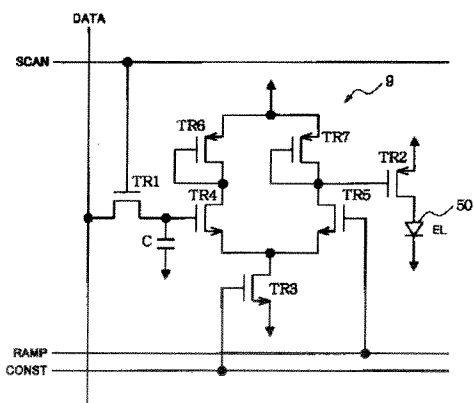 DATA
SCAN
9
TR6
TR7
TR2
TR1
TR4
TR5
50
EL
C
TR3
RAMP
CONST